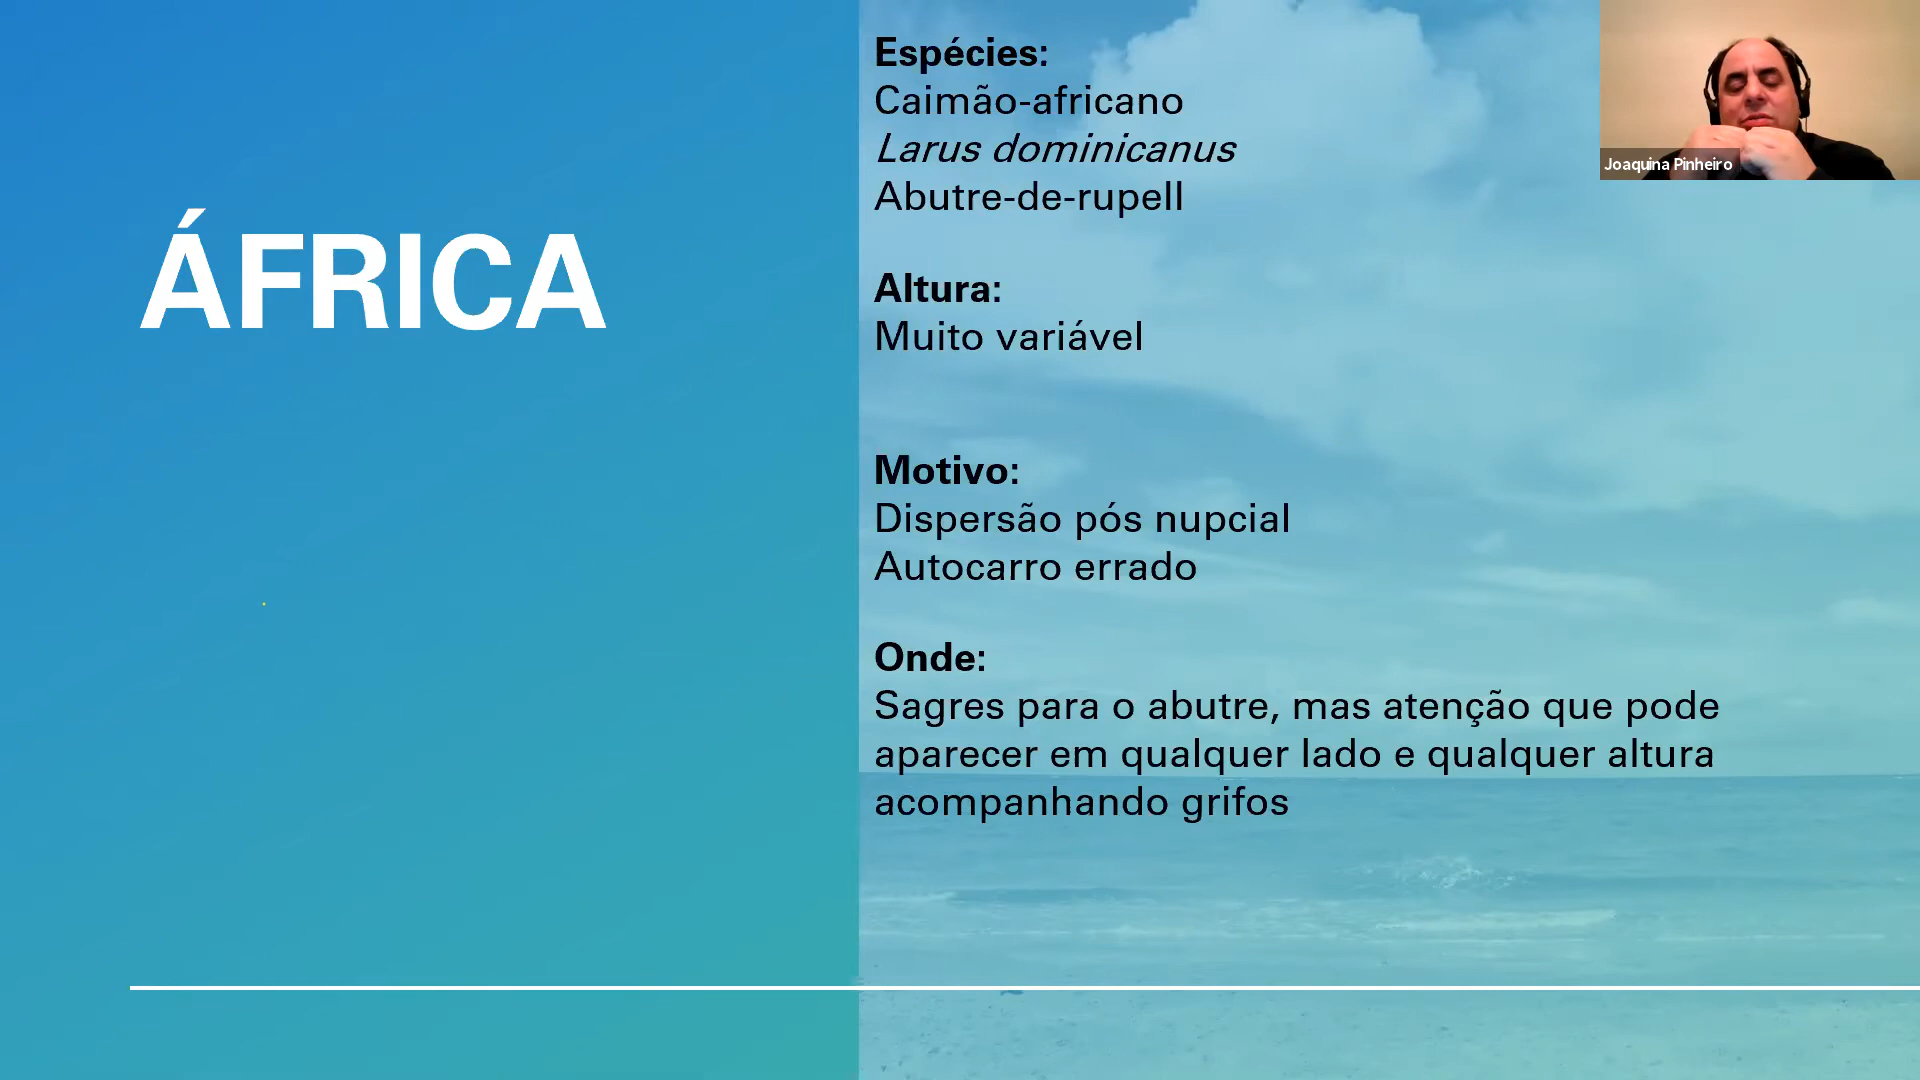 ÁFRICA
Espécies:
Caimão-africano
Larus dominicanus
Abutre-de-rupell
Altura:
Muito variável
Motivo:
Dispersão pós nupcial
Autocarro errado
Onde:
Sagres para o abutre, mas atenção que pode
aparecer em qualquer lado e qualquer altura
acompanhando grifos
Joaquina Pinheiro